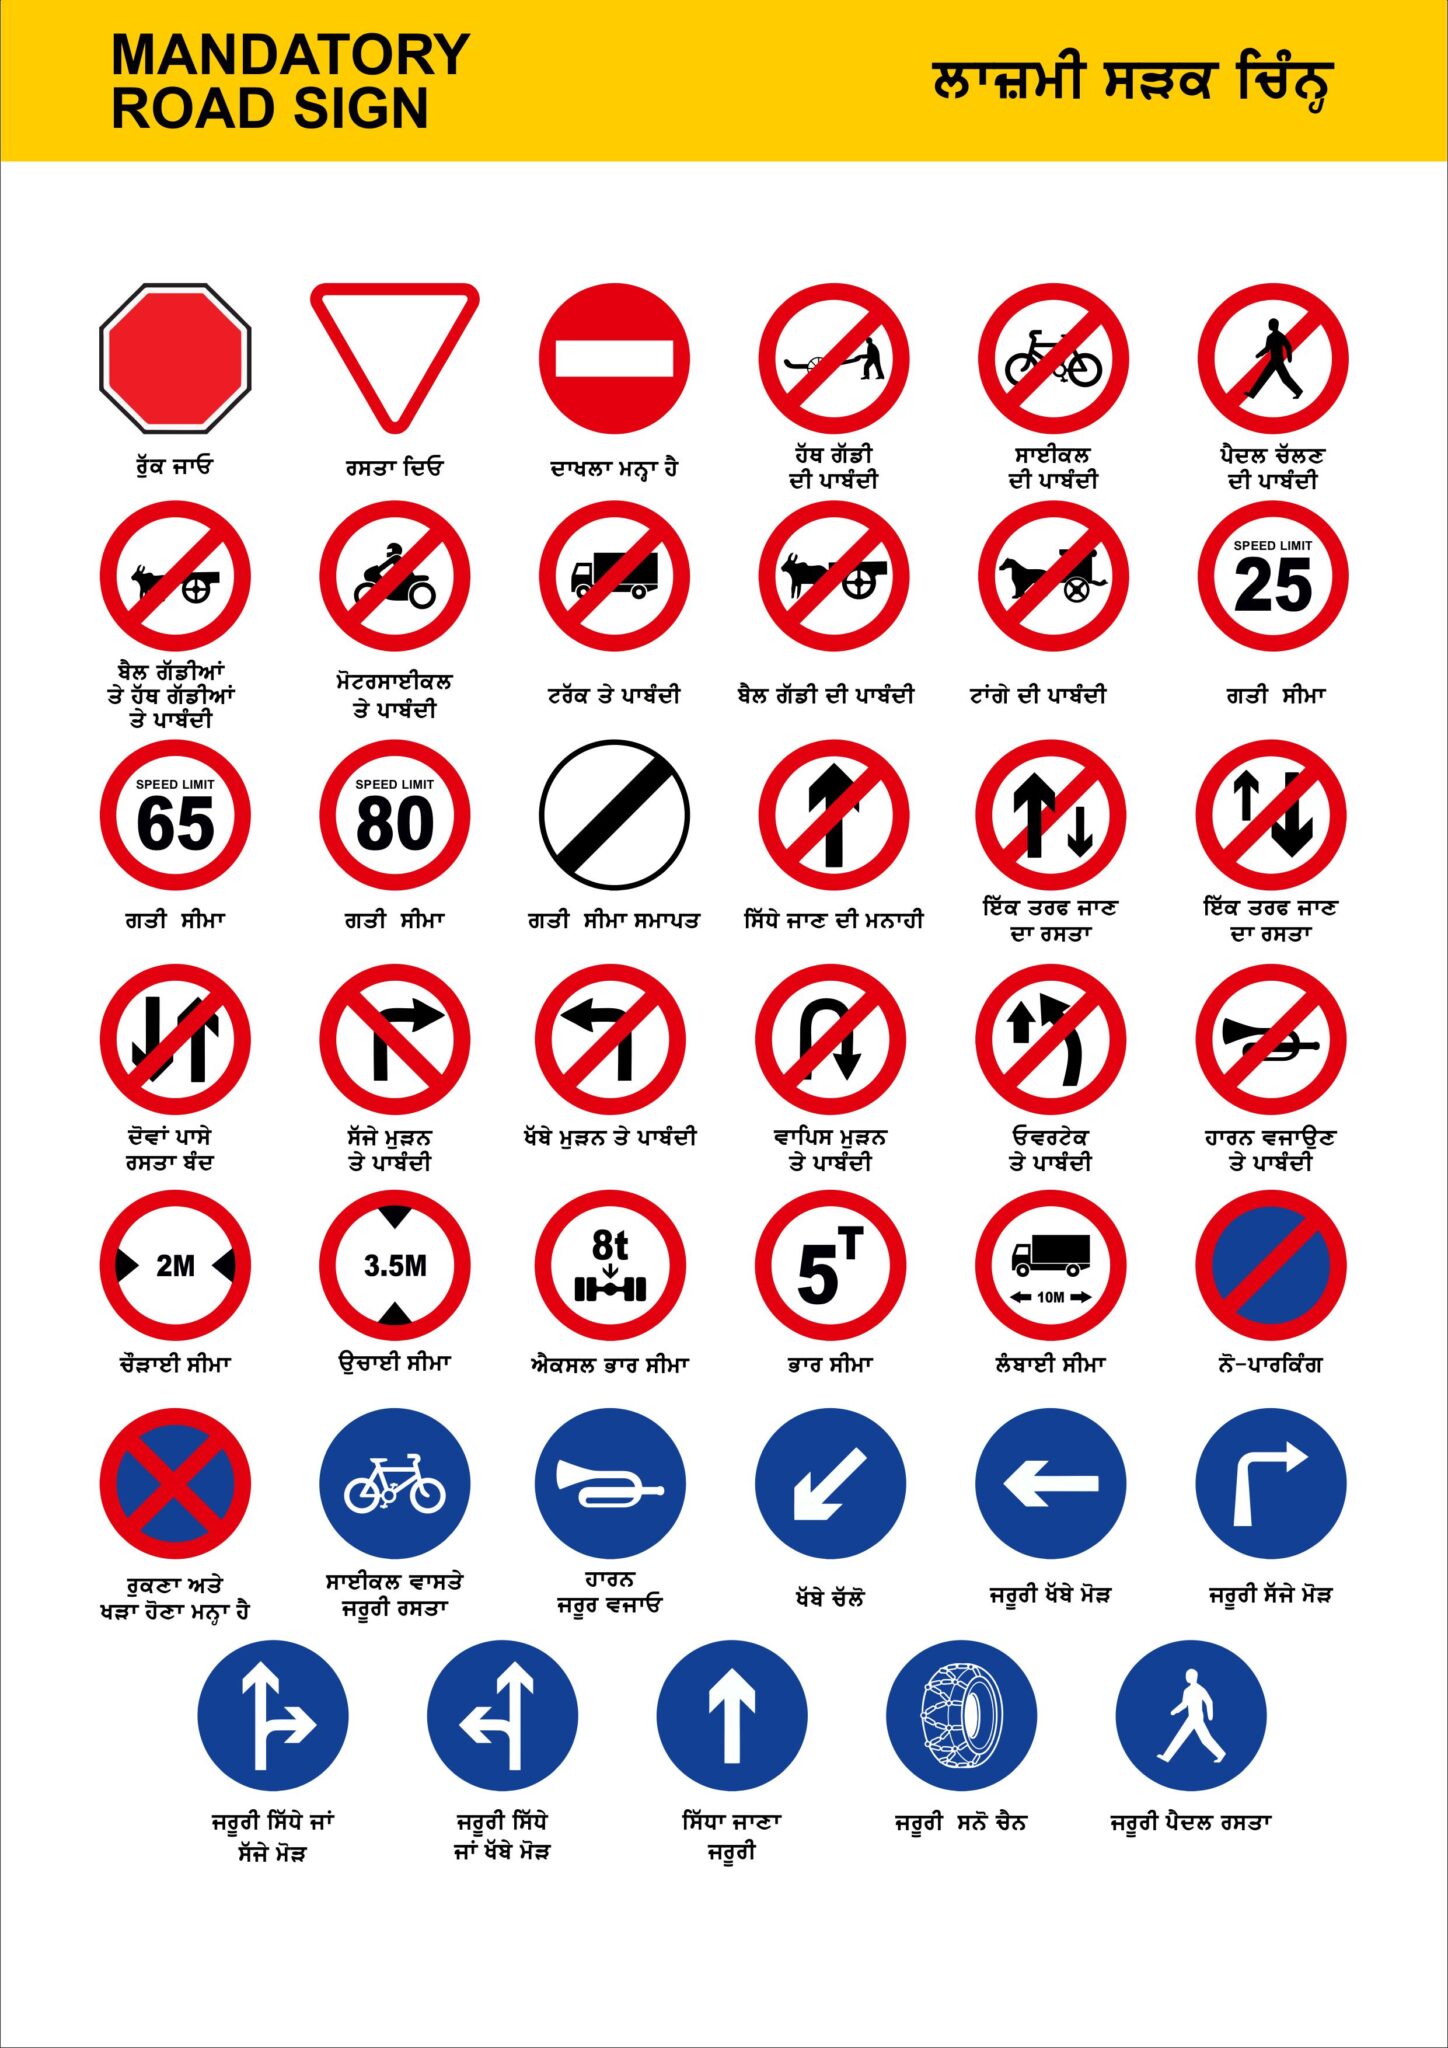 MANDATORY
ROAD SIGN
ਲਾਜ਼ਮੀ ਸੜਕ ਚਿੰਨ੍ਹ
ਰੁੱਕ ਜਾਓ
ਰਸਤਾ ਦਿਓ
ਦਾਖਲਾ ਮਨ੍ਹਾ ਹੈ
ਹੱਥ ਗੱਡੀ
ਦੀ ਪਾਬੰਦੀ
ਸਾਈਕਲ
ਦੀ ਪਾਬੰਦੀ
ਪੈਦਲ ਚੱਲਣ
ਦੀ ਪਾਬੰਦੀ
ਬੈਲ ਗੱਡੀਆਂ
ਤੇ ਹੱਥ ਗੱਡੀਆਂ
ਤੇ ਪਾਬੰਦੀ
ਮੋਟਰਸਾਈਕਲ
ਤੇ ਪਾਬੰਦੀ
ਟਰੱਕ ਤੇ ਪਾਬੰਦੀ
ਬੈਲ ਗੱਡੀ ਦੀ ਪਾਬੰਦੀ
ਟਾਂਗੇ ਦੀ ਪਾਬੰਦੀ
SPEED LIMIT
25
ਗਤੀ ਸੀਮਾ
SPEED LIMIT
65
ਗਤੀ ਸੀਮਾ
SPEED LIMIT
80
ਗਤੀ ਸੀਮਾ
ਗਤੀ ਸੀਮਾ ਸਮਾਪਤ
ਸਿੱਧੇ ਜਾਣ ਦੀ ਮਨਾਹੀ
ਇੱਕ ਤਰਫ ਜਾਣ
ਦਾ ਰਸਤਾ
ਇੱਕ ਤਰਫ ਜਾਣ
ਦਾ ਰਸਤਾ
ਦੋਵਾਂ ਪਾਸੇ
ਰਸਤਾ ਬੰਦ
ਸੱਜੇ ਮੁੜਨ
ਤੇ ਪਾਬੰਦੀ
ਖੱਬੇ ਮੁੜਨ ਤੇ ਪਾਬੰਦੀ
ਵਾਪਿਸ ਮੁੜਨ
ਤੇ ਪਾਬੰਦੀ
ਓਵਰਟੇਕ
ਤੇ ਪਾਬੰਦੀ
ਹਾਰਨ ਵਜਾਉਣ
ਤੇ ਪਾਬੰਦੀ
2M
ਚੌੜਾਈ ਸੀਮਾ
3.5M
ਉਚਾਈ ਸੀਮਾ
8t
ਐਕਸਲ ਭਾਰ ਸੀਮਾ
5T
ਭਾਰ ਸੀਮਾ
10M
ਲੰਬਾਈ ਸੀਮਾ
ਨੋ-ਪਾਰਕਿੰਗ
ਰੁਕਣਾ ਅਤੇ
ਖੜਾ ਹੋਣਾ ਮਨ੍ਹਾ ਹੈ
ਸਾਈਕਲ ਵਾਸਤੇ
ਜਰੂਰੀ ਰਸਤਾ
ਹਾਰਨ
ਜਰੂਰ ਵਜਾਓ
ਖੱਬੇ ਚੱਲੋ
ਜਰੂਰੀ ਖੱਬੇ ਮੋੜ
ਜਰੂਰੀ ਸੱਜੇ ਮੋੜ
ਜਰੂਰੀ ਸਿੱਧੇ ਜਾਂ
ਸੱਜੇ ਮੋੜ
ਜਰੂਰੀ ਸਿੱਧੇ
ਜਾਂ ਖੱਬੇ ਮੋੜ
ਸਿੱਧਾ ਜਾਣਾ
ਜਰੂਰੀ
ਜਰੂਰੀ ਸਨੋ ਚੈਨ
ਜਰੂਰੀ ਪੈਦਲ ਰਸਤਾ